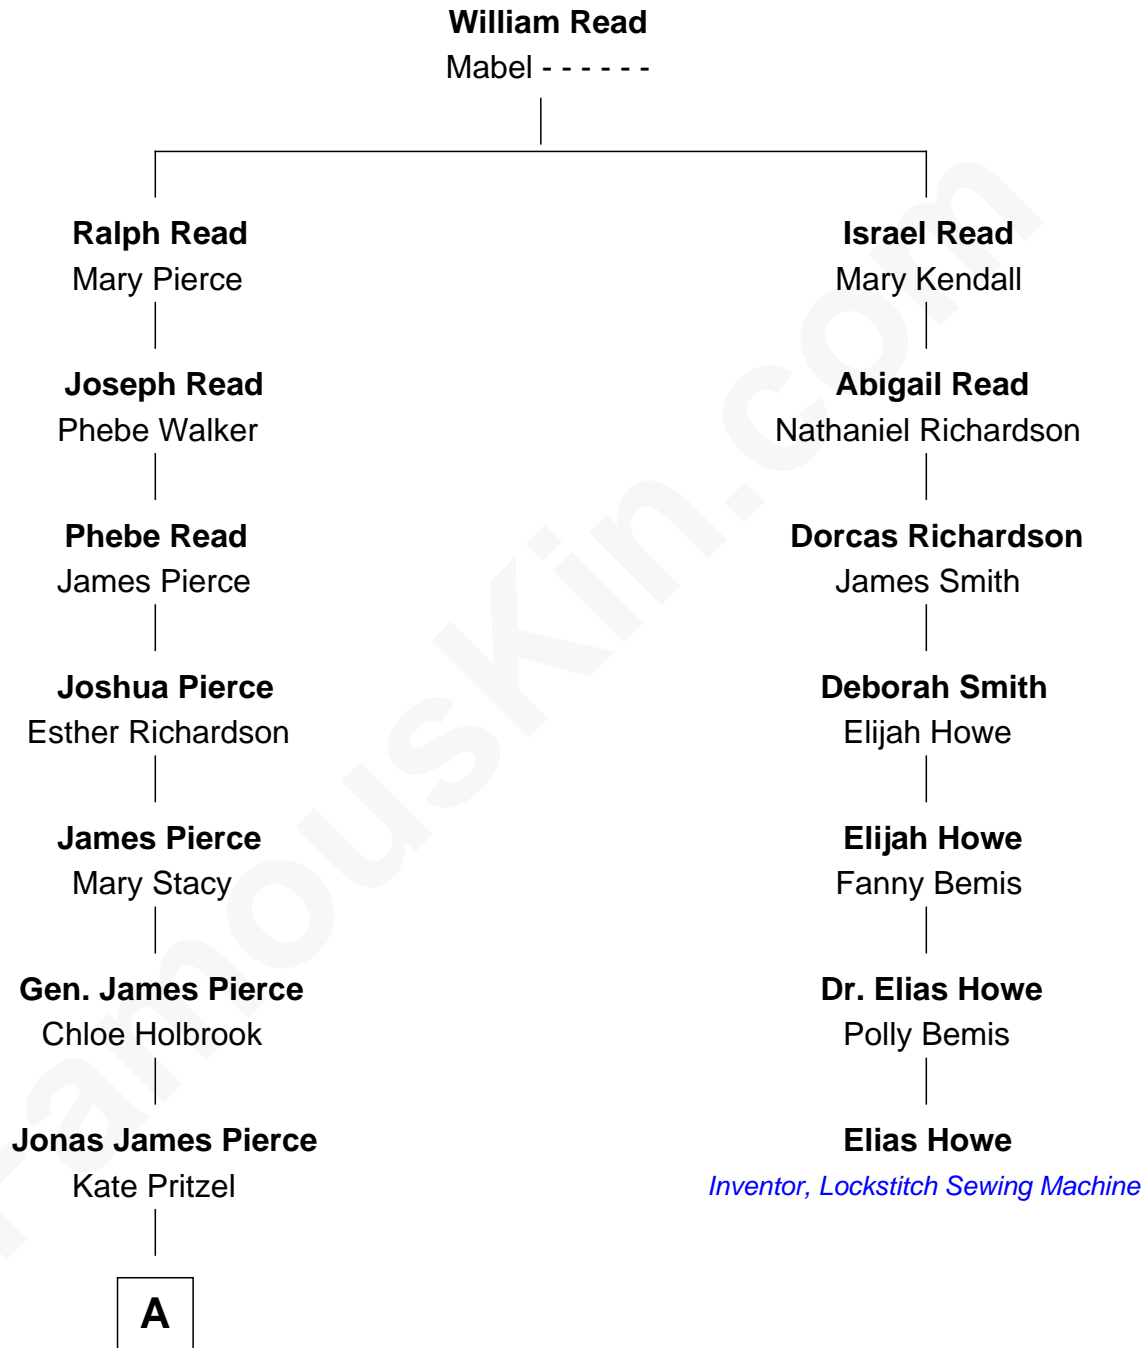 William Read
Mabel - - - - - -
Ralph Read
Mary Pierce
Israel Read
Mary Kendall
Joseph Read
Phebe Walker
Abigail Read
Nathaniel Richardson
Phebe Read
James Pierce
Dorcas Richardson
James Smith
Joshua Pierce
Esther Richardson
Deborah Smith
Elijah Howe
James Pierce
Mary Stacy
Elijah Howe
Fanny Bemis
Gen. James Pierce
Chloe Holbrook
Dr. Elias Howe
Polly Bemis
Jonas James Pierce
Kate Pritzel
Elias Howe
Inventor, Lockstitch Sewing Machine
A
FamousKin.com